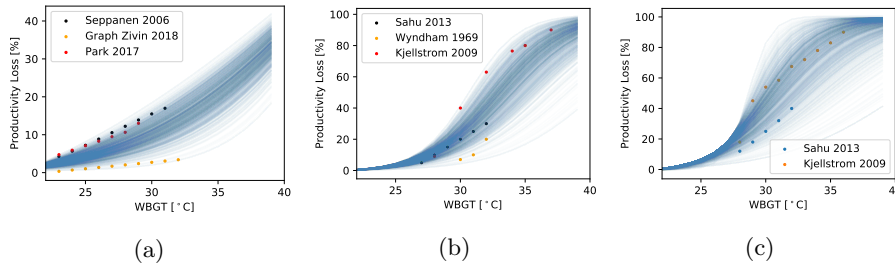 Productivity Loss [%]
40
30
20
10
0
Seppanen 2006
Graph Zivin 2018
Park 2017
25
30
35
40
WBGT [°C]
(a)
Productivity Loss [%]
100
80
60
40
20
0
Sahu 2013
Wyndham 1969
Kjellstrom 2009
25
30
35
40
WBGT [°C]
(b)
Productivity Loss [%]
100
80
60
40
20
0
Sahu 2013
Kjellstrom 2009
25
30
35
WBGT [°C]
(c)